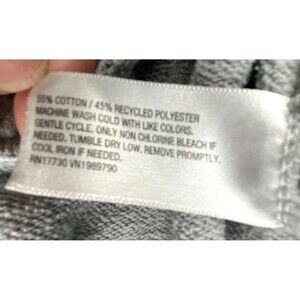 55% COTTON / 45% RECYCLED POLYESTER
MACHINE WASH COLD WITH LIKE COLORS.
GENTLE CYCLE. ONLY NON CHLORINE BLEACH IF
NEEDED. TUMBLE DRY LOW. REMOVE PROMPTLY.
COOL IRON IF NEEDED.
RN17730 VN1989790